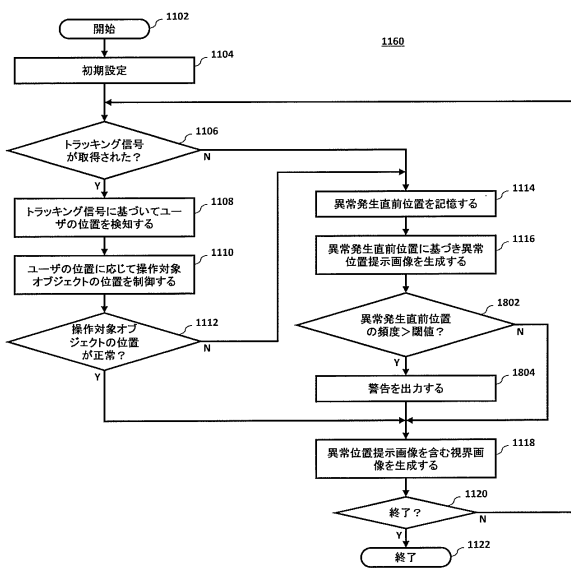 開始
1102
1160
初期設定
1104
トラッキング信号
が取得された?
1106
N
Y
トラッキング信号に基づいてユー
ザの位置を検知する
1108
ユーザの位置に応じて操作対象
オブジェクトの位置を制御する
1110
操作対象オブ
ジェクトの位置
が正常?
1112
N
Y
異常発生直前位置を記憶する
1114
異常発生直前位置に基づき異常
位置提示画像を生成する
1116
異常発生直前位置
の頻度>閾値?
1802
N
Y
警告を出力する
1804
異常位置提示画像を含む視界画
像を生成する
1118
終了?
1120
N
Y
終了
1122